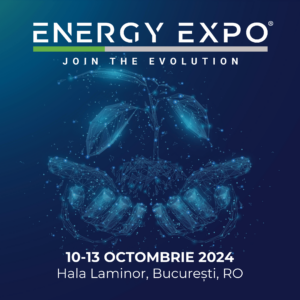 ENERGY EXPO®
JOIN THE EVOLUTION
10-13 OCTOMBRIE 2024
Hala Laminor, București, RO